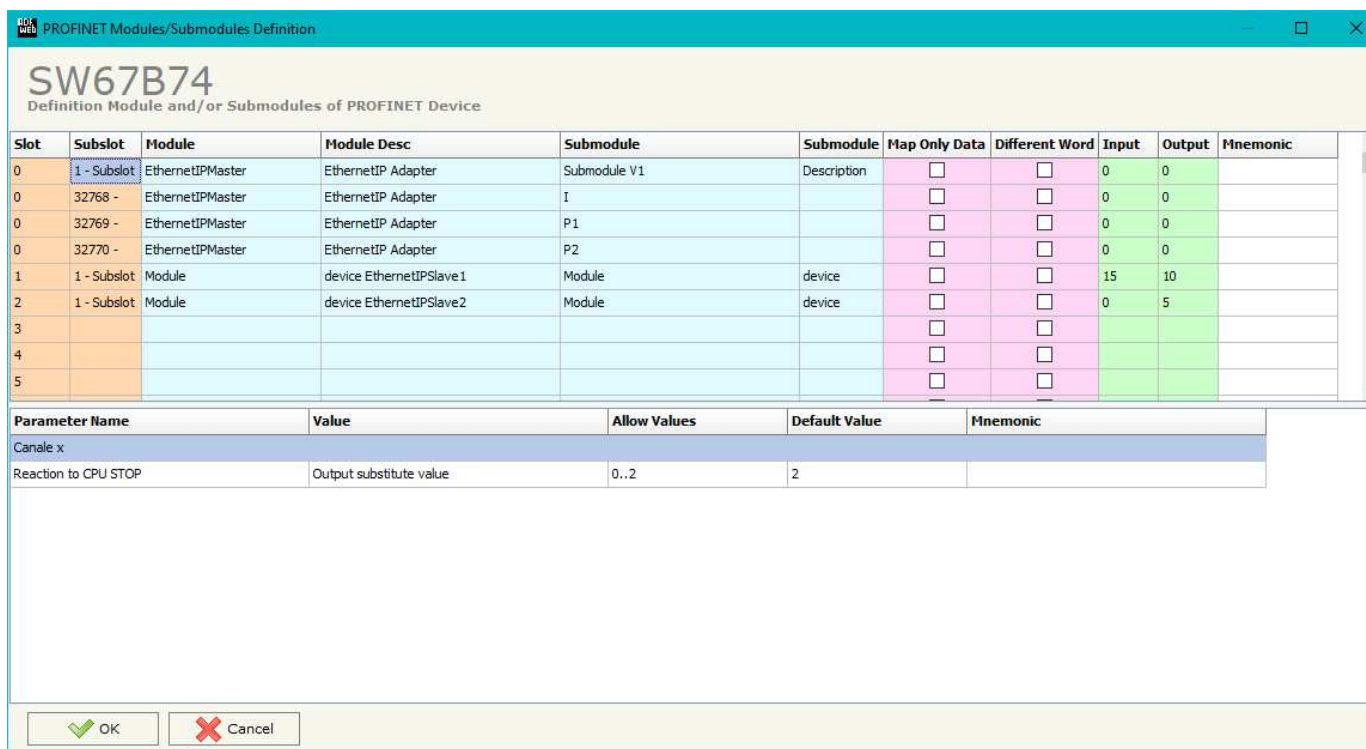 ADF WEB PROFINET Modules/Submodules Definition
SW67B74
Definition Module and/or Submodules of PROFINET Device
Slot Subslot Module Module Desc Submodule Submodule Map Only Data Different Word Input Output Mnemonic
0 1 - Subslot EthernetIPMaster EthernetIP Adapter Submodule V1 Description 0 0
0 32768 - EthernetIPMaster EthernetIP Adapter I 0 0
0 32769 - EthernetIPMaster EthernetIP Adapter P1 0 0
0 32770 - EthernetIPMaster EthernetIP Adapter P2 0 0
1 1 - Subslot Module device EthernetIPSlave1 Module device 15 10
2 1 - Subslot Module device EthernetIPSlave2 Module device 0 5
3
4
5
Parameter Name Value Allow Values Default Value Mnemonic
Canale x
Reaction to CPU STOP Output substitute value 0..2 2
OK Cancel